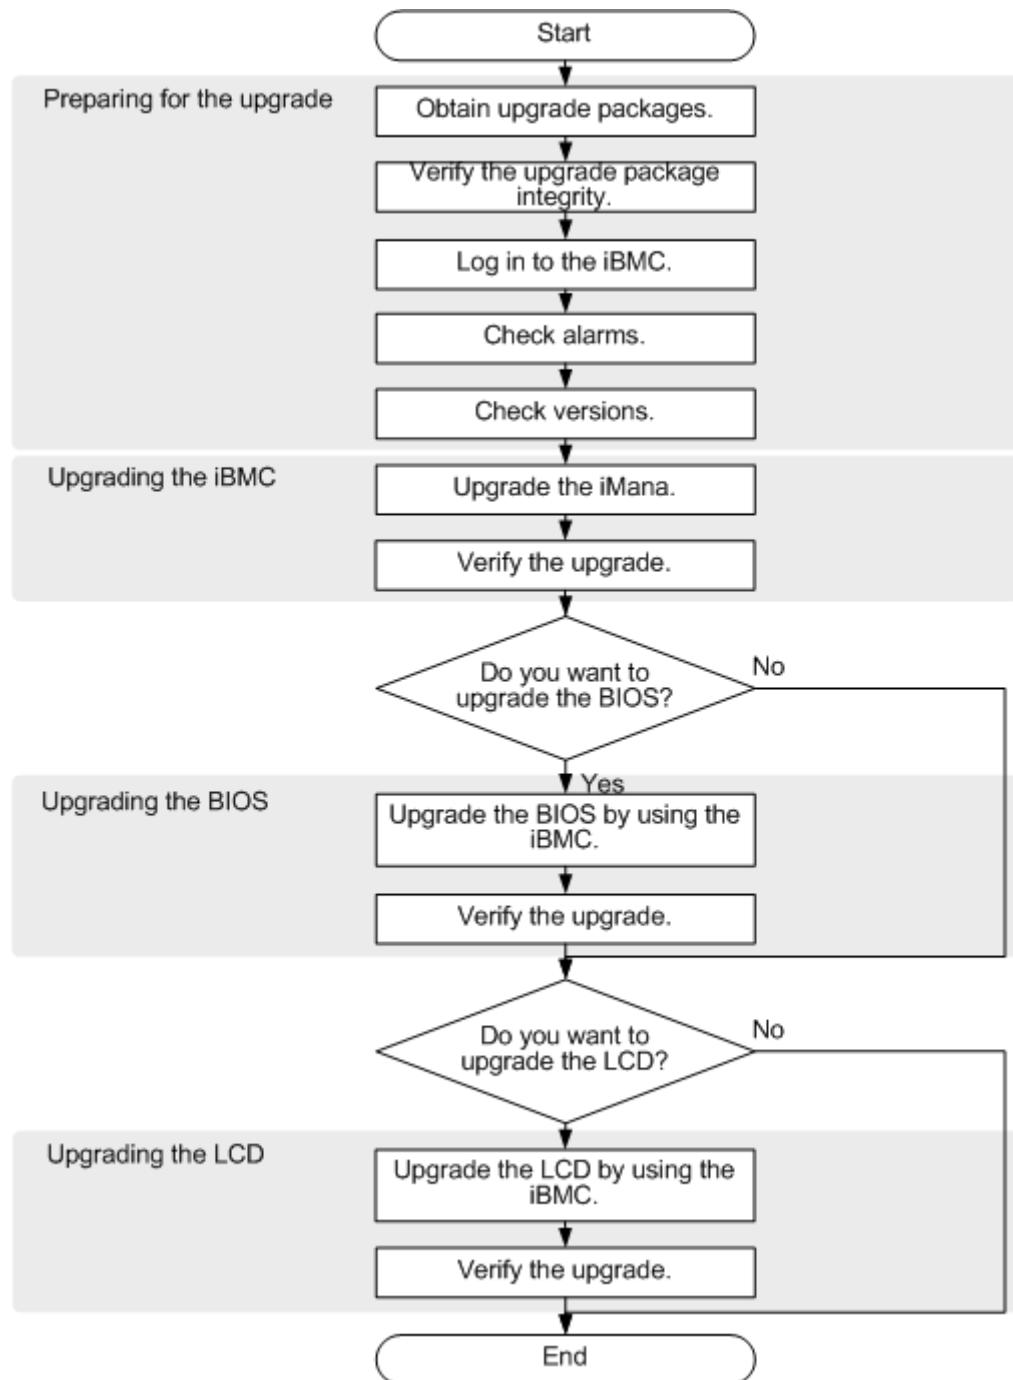 Start
Preparing for the upgrade
Obtain upgrade packages.
Verify the upgrade package
integrity.
Log in to the iBMC.
Check alarms.
Check versions.
Upgrading the iBMC
Upgrade the iMana.
Verify the upgrade.
Do you want to
upgrade the BIOS?
No
Yes
Upgrading the BIOS
Upgrade the BIOS by using the
iBMC.
Verify the upgrade.
Do you want to
upgrade the LCD?
No
Upgrading the LCD
Upgrade the LCD by using the
iBMC.
Verify the upgrade.
End